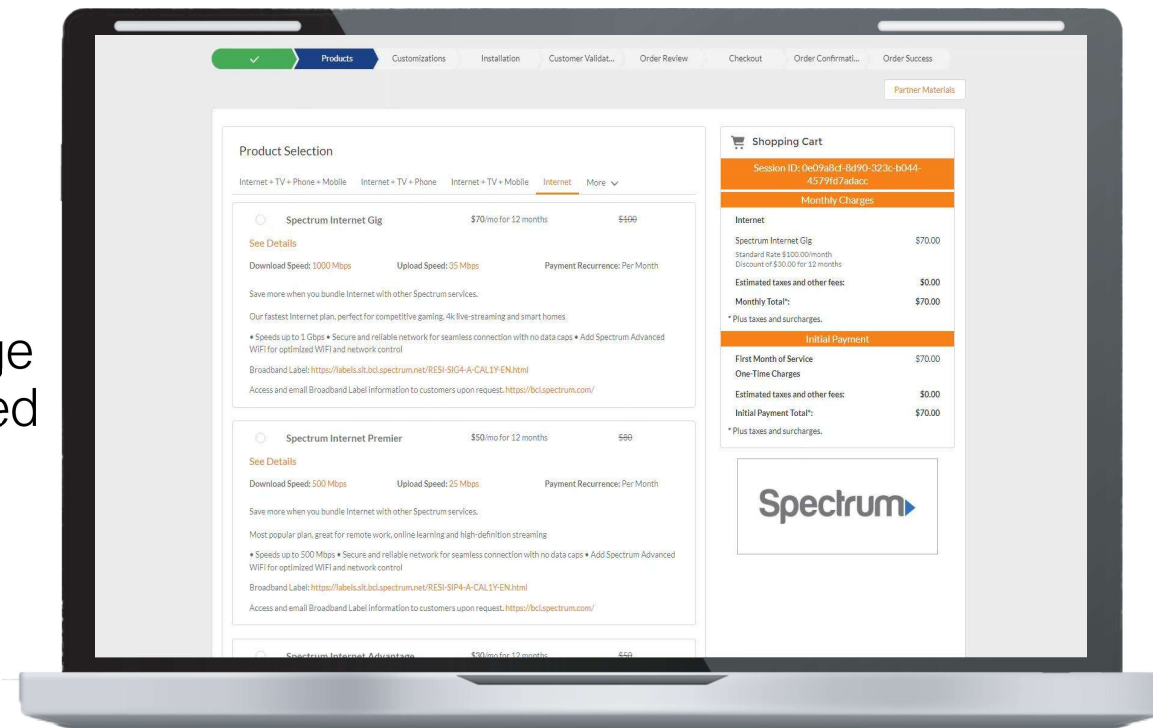 ge
ed
Products
Customizations
Installation
Customer Validat...
Order Review
Checkout
Order Confirmati...
Order Success
Partner Materials
Product Selection
Internet + TV + Phone + Mobile
Internet + TV + Phone
Internet + TV + Mobile
Internet
More
Spectrum Internet Gig
$70/mo for 12 months
$100
See Details
Download Speed: 1000 Mbps
Upload Speed: 35 Mbps
Payment Recurrence: Per Month
Save more when you bundle Internet with other Spectrum services.
Our fastest Internet plan, perfect for competitive gaming, 4k live-streaming and smart homes
• Speeds up to 1 Gbps • Secure and reliable network for seamless connection with no data caps • Add Spectrum Advanced
WiFi for optimized WiFi and network control
Broadband Label: https://labels.sit.bcl.spectrum.net/RESI-SIG4-A-CAL1Y-EN.html
Access and email Broadband Label information to customers upon request. https://bcl.spectrum.com/
Spectrum Internet Premier
$50/mo for 12 months
$80
See Details
Download Speed: 500 Mbps
Upload Speed: 25 Mbps
Payment Recurrence: Per Month
Save more when you bundle Internet with other Spectrum services.
Most popular plan, great for remote work, online learning and high-definition streaming
• Speeds up to 500 Mbps • Secure and reliable network for seamless connection with no data caps • Add Spectrum Advanced
WiFi for optimized WiFi and network control
Broadband Label: https://labels.sit.bcl.spectrum.net/RESI-SIP4-A-CAL1Y-EN.html
Access and email Broadband Label information to customers upon request. https://bcl.spectrum.com/
Spectrum Internet Advantage
$30/mo for 12 months
$50
Shopping Cart
Session ID: 0e09a8cf-8d90-323c-b044-
4579fd7adacc
Monthly Charges
Internet
Spectrum Internet Gig
$70.00
Standard Rate $100.00/month
Discount of $30.00 for 12 months
Estimated taxes and other fees:
$0.00
Monthly Total*:
$70.00
* Plus taxes and surcharges.
Initial Payment
First Month of Service
$70.00
One-Time Charges
Estimated taxes and other fees:
$0.00
Initial Payment Total*:
$70.00
* Plus taxes and surcharges.
Spectrum